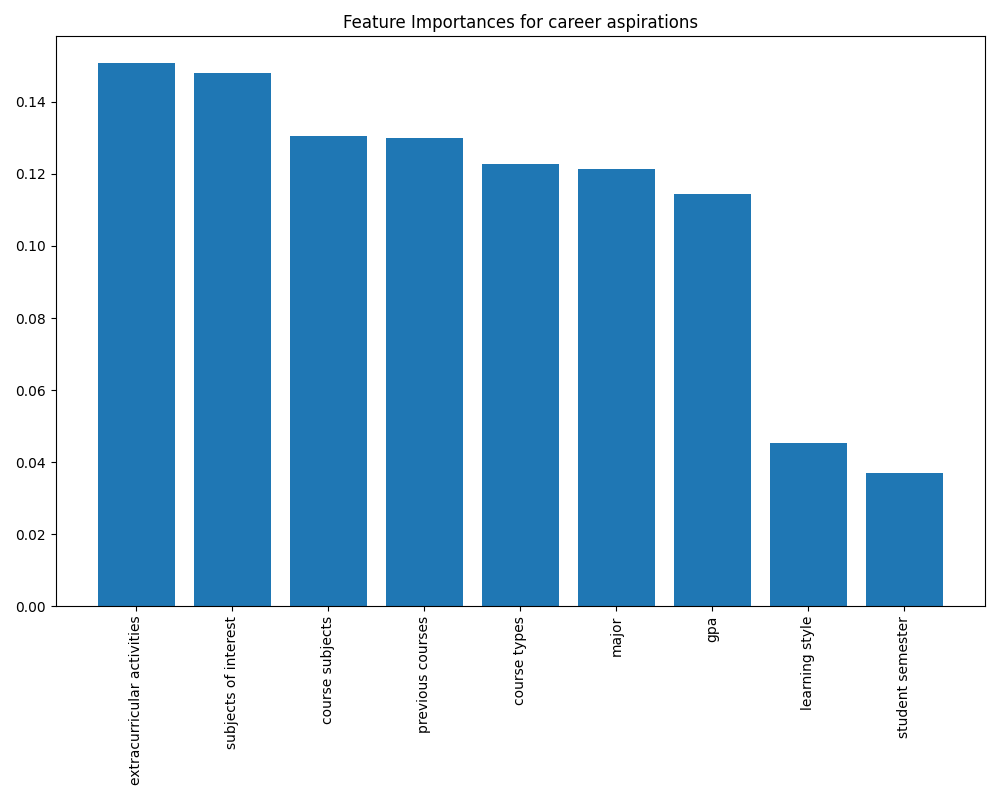 Feature Importances for career aspirations
0.14
0.12
0.10
0.08
0.06
0.04
0.02
0.00
extracurricular activities
subjects of interest
course subjects
previous courses
course types
major
gpa
learning style
student semester